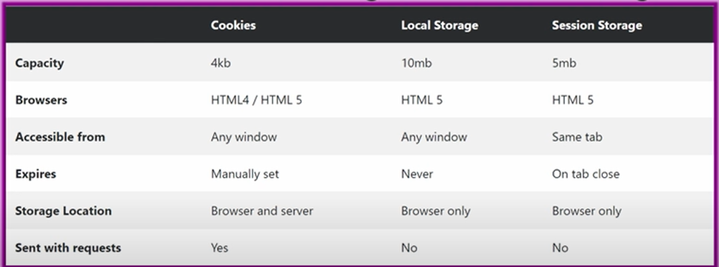 Cookies Local Storage Session Storage
Capacity 4kb 10mb 5mb
Browsers HTML4 / HTML 5 HTML 5 HTML 5
Accessible from Any window Any window Same tab
Expires Manually set Never On tab close
Storage Location Browser and server Browser only Browser only
Sent with requests Yes No No